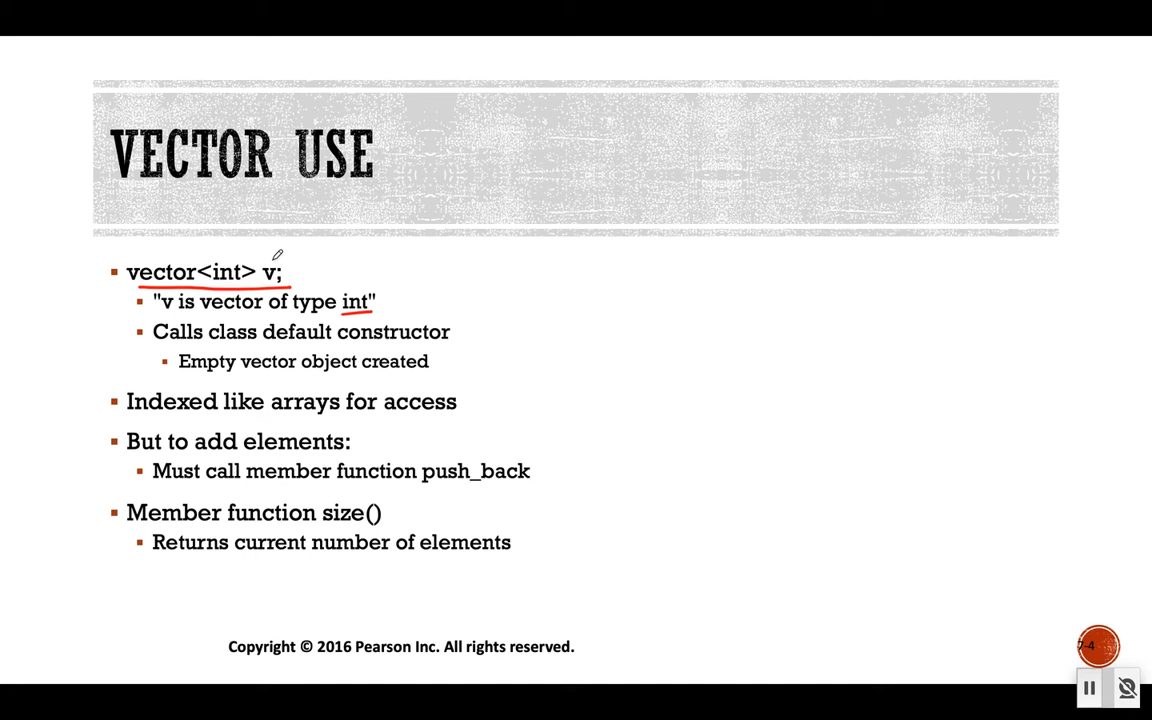 VECTOR USE
vector<int> v;
"v is vector of type int"
Calls class default constructor
Empty vector object created
Indexed like arrays for access
But to add elements:
Must call member function push_back
Member function size()
Returns current number of elements
Copyright © 2016 Pearson Inc. All rights reserved.
7-4